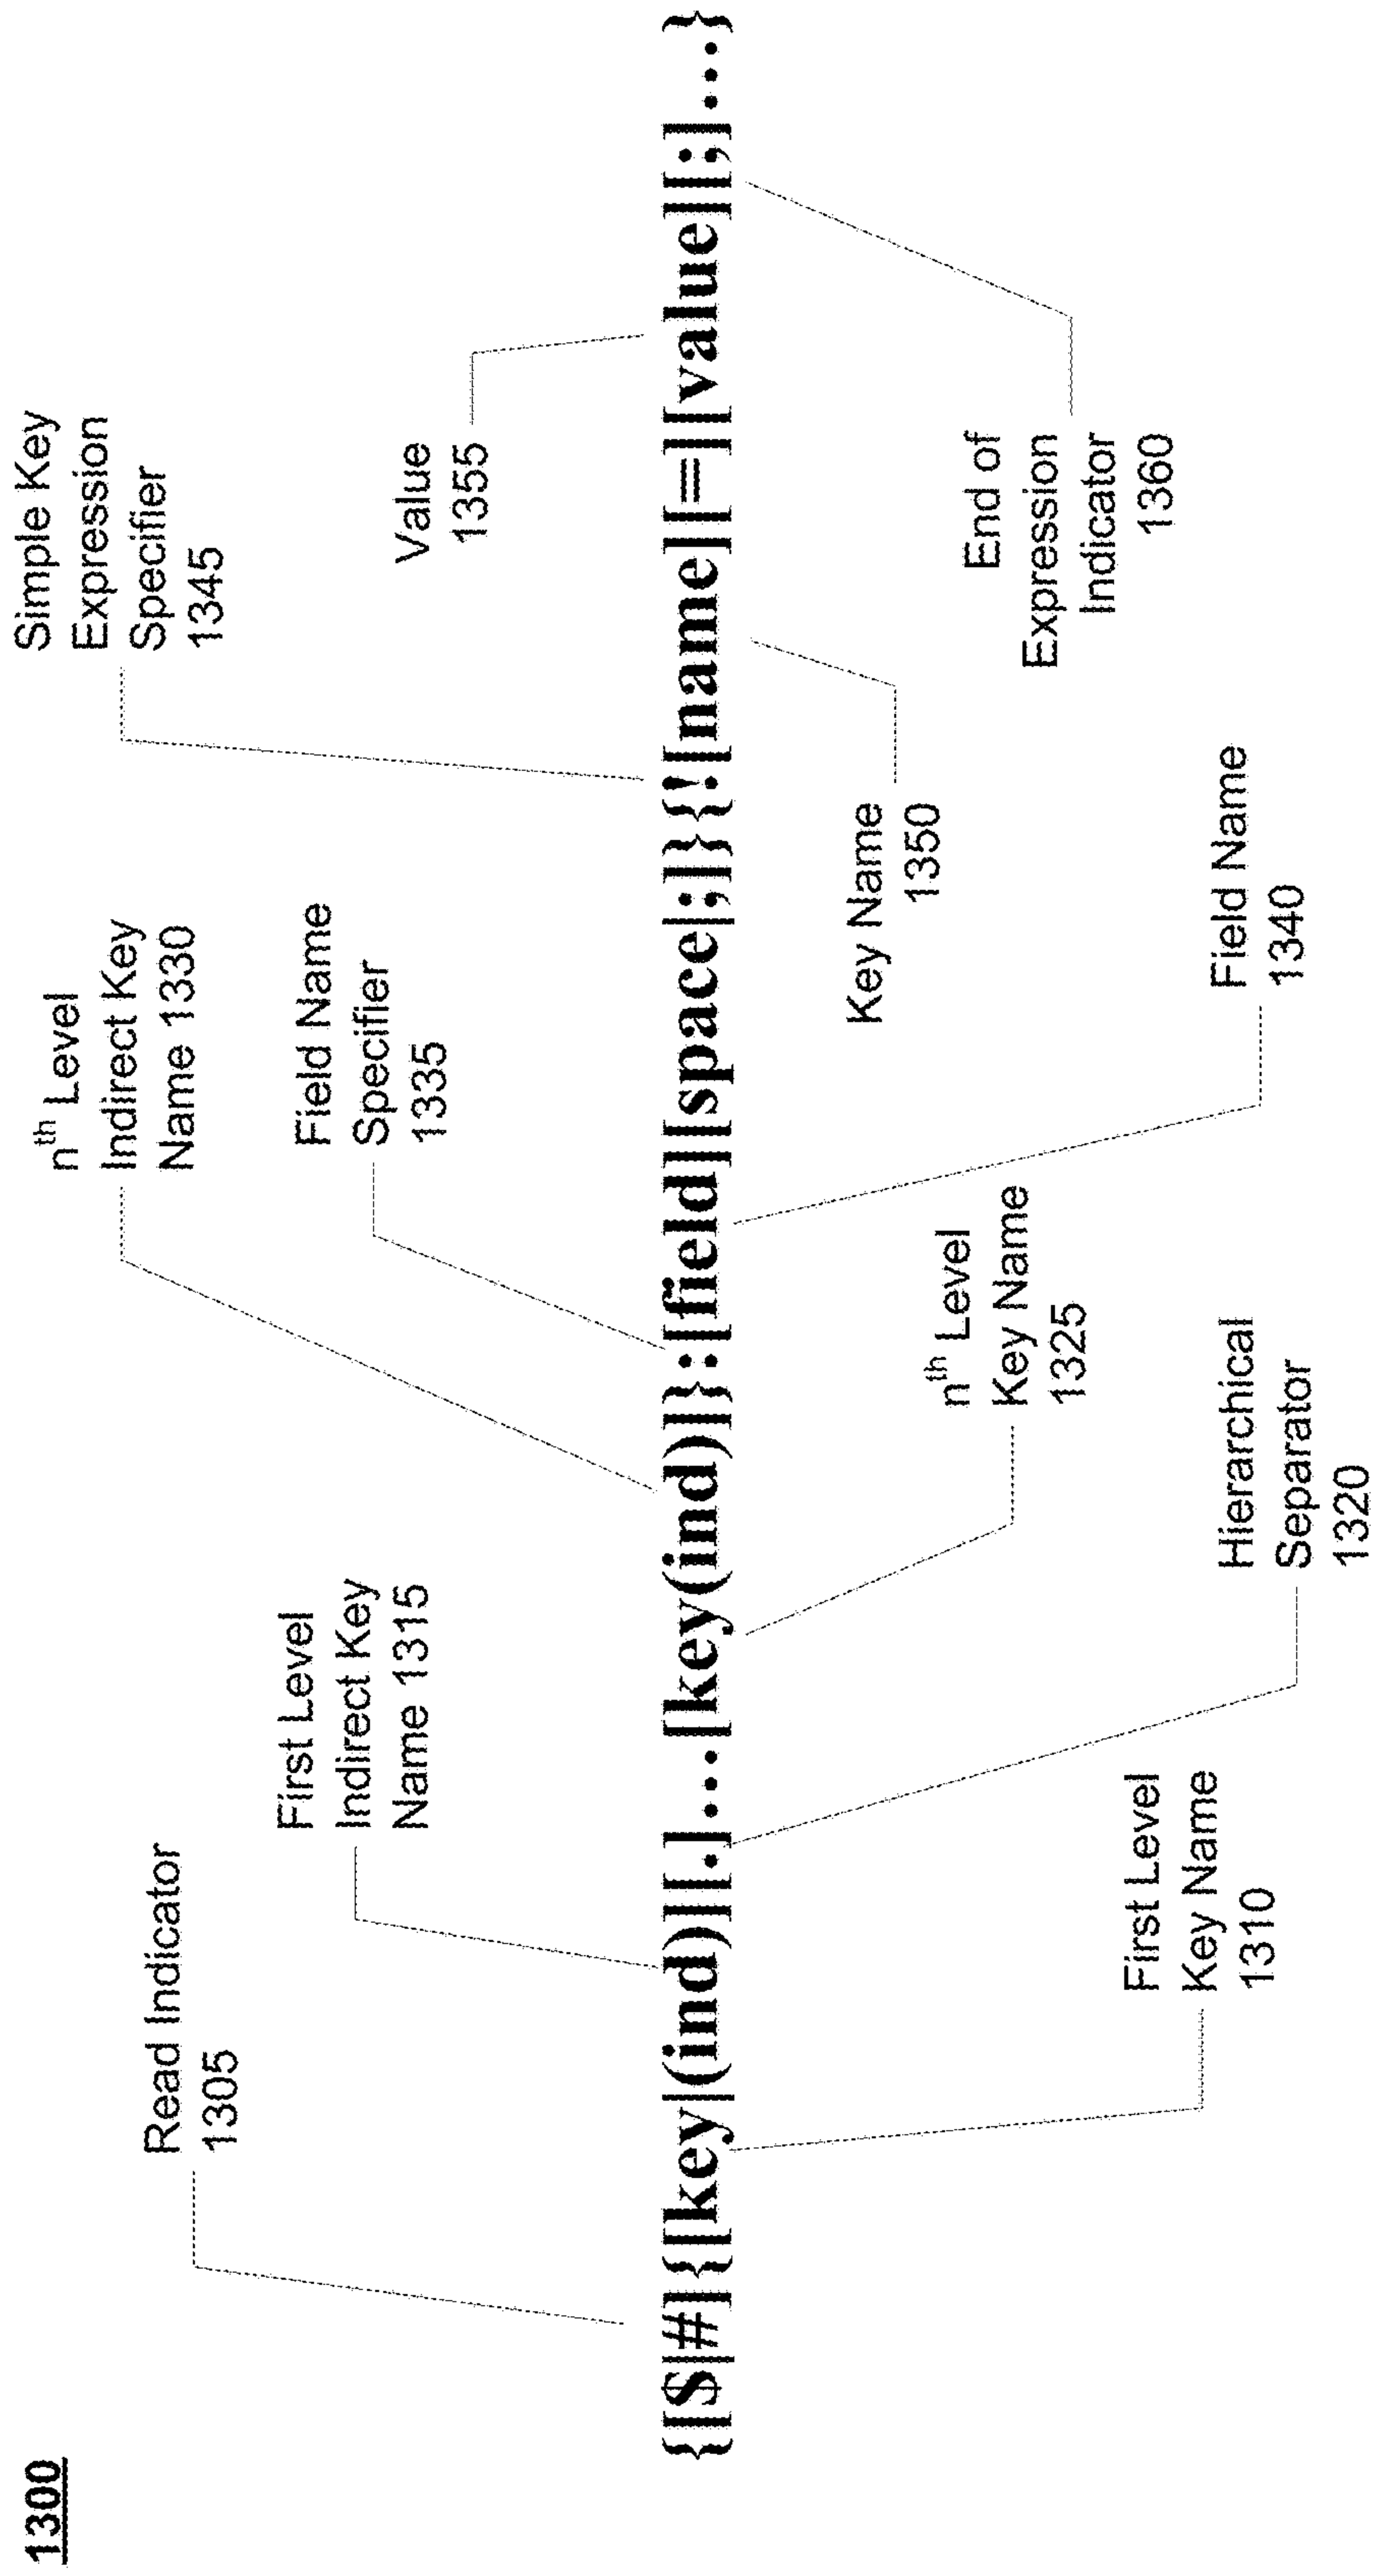 1300
Read Indicator
1305
First Level
Indirect Key
Name 1315
nth Level
Indirect Key
Name 1330
Field Name
Specifier
1335
Simple Key
Expression
Specifier
1345
Value
1355
{[$|#]{[key|(ind)][.]...[key(ind)]}:[field][space|;]}{![name][=][value][;]...}
First Level
Key Name
1310
Hierarchical
Separator
1320
nth Level
Key Name
1325
Field Name
1340
Key Name
1350
End of
Expression
Indicator
1360